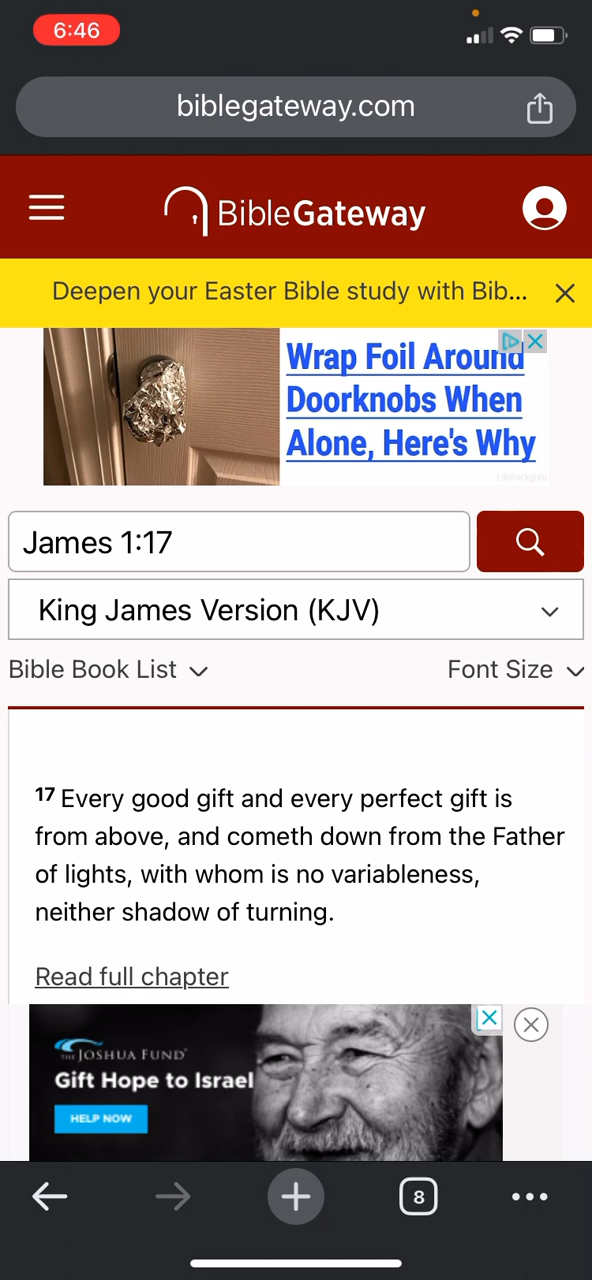 6:46
biblegateway.com
BibleGateway
Deepen your Easter Bible study with Bib...
Wrap Foil Around
Doorknobs When
Alone, Here's Why
Lifehackguru
James 1:17
King James Version (KJV)
Bible Book List
Font Size
17 Every good gift and every perfect gift is
from above, and cometh down from the Father
of lights, with whom is no variableness,
neither shadow of turning.
Read full chapter
THE JOSHUA FUND
Gift Hope to Israel
HELP NOW
8